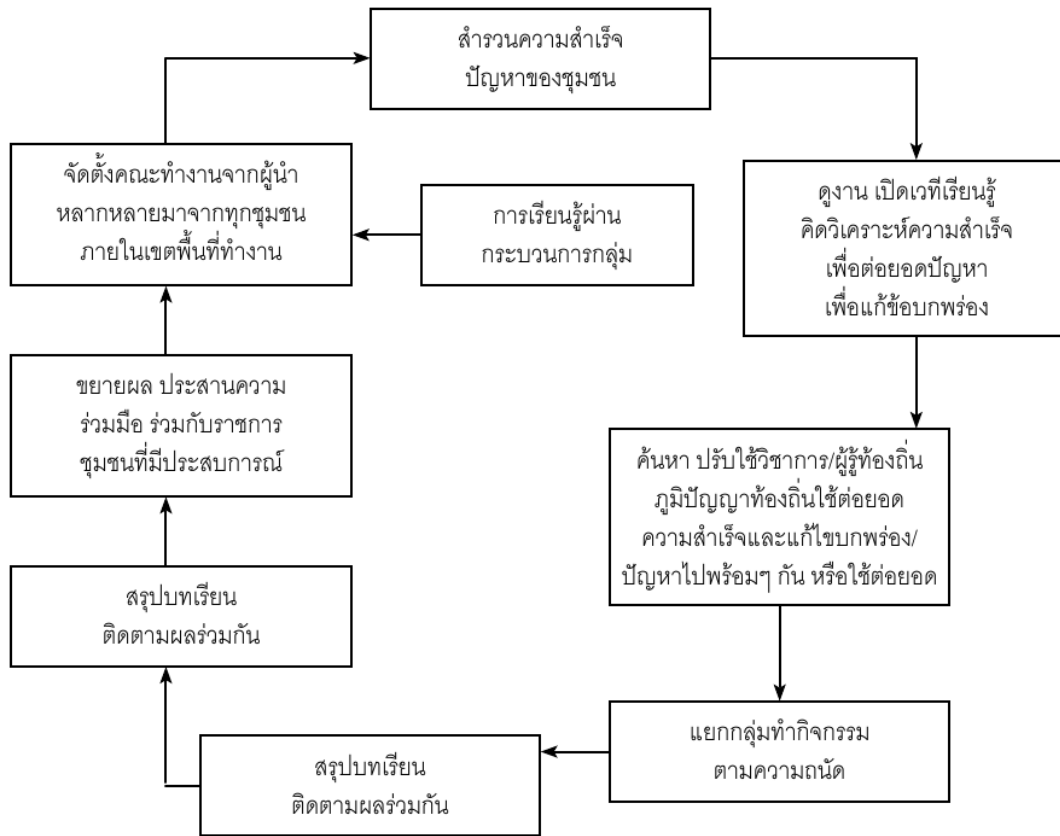 สำรวนความสำเร็จ
ปัญหาของชุมชน
จัดตั้งคณะทำงานจากผู้นำ
หลากหลายมาจากทุกชุมชน
ภายในเขตพื้นที่ทำงาน
การเรียนรู้ผ่าน
กระบวนการกลุ่ม
ดูงาน เปิดเวทีเรียนรู้
คิดวิเคราะห์ความสำเร็จ
เพื่อต่อยอดปัญหา
เพื่อแก้ข้อบกพร่อง
ขยายผล ประสานความ
ร่วมมือ ร่วมกับราชการ
ชุมชนที่มีประสบการณ์
ค้นหา ปรับใช้วิชาการ/ผู้รู้ท้องถิ่น
ภูมิปัญญาท้องถิ่นใช้ต่อยอด
ความสำเร็จและแก้ไขบกพร่อง/
ปัญหาไปพร้อมๆ กัน หรือใช้ต่อยอด
สรุปบทเรียน
ติดตามผลร่วมกัน
แยกกลุ่มทำกิจกรรม
ตามความถนัด
สรุปบทเรียน
ติดตามผลร่วมกัน